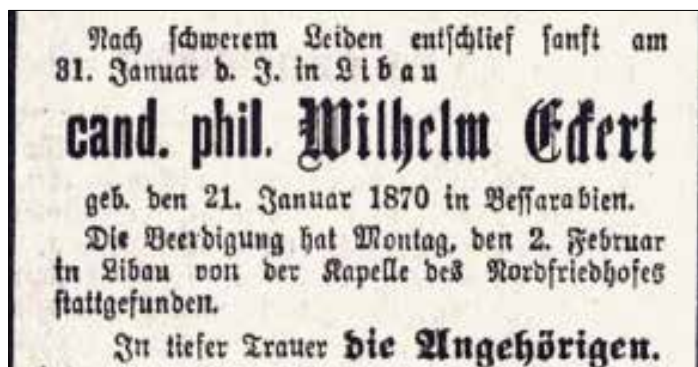 Nach schwerem Leiden entschlief sanft am
31. Januar d. J. in Libau
cand. phil. Wilhelm Eckert
geb. den 21. Januar 1870 in Bessarabien.
Die Beerdigung hat Montag, den 2. Februar
in Libau von der Kapelle des Nordfriedhofes
stattgefunden.
In tiefer Trauer die Angehörigen.